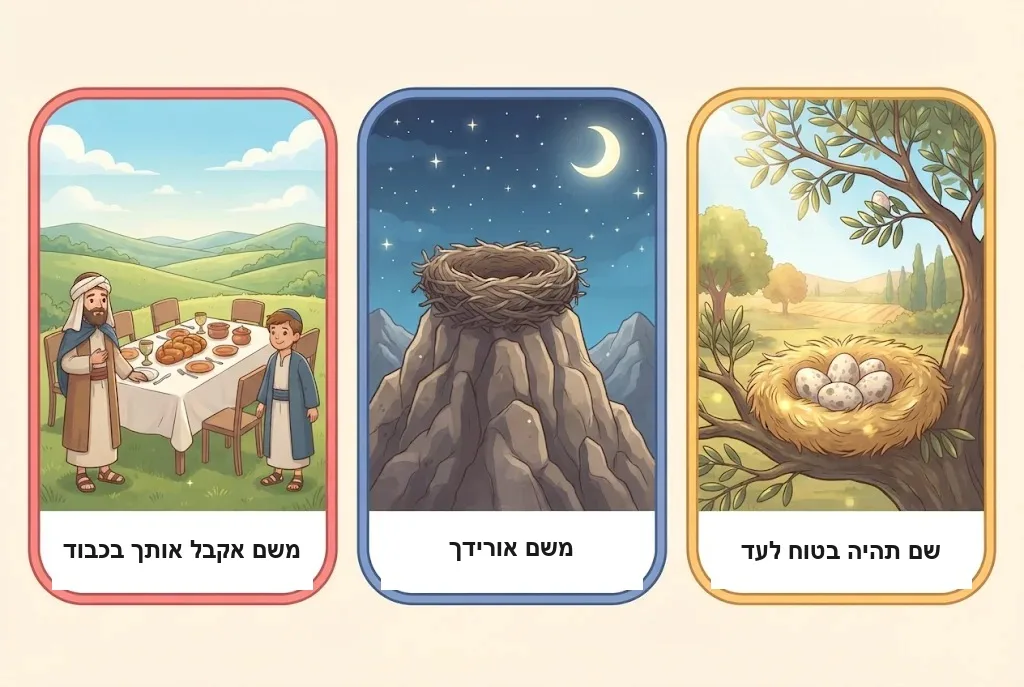 משם אקבל אותך בכבוד
משם אורידך
שם תהיה בטוח לעד